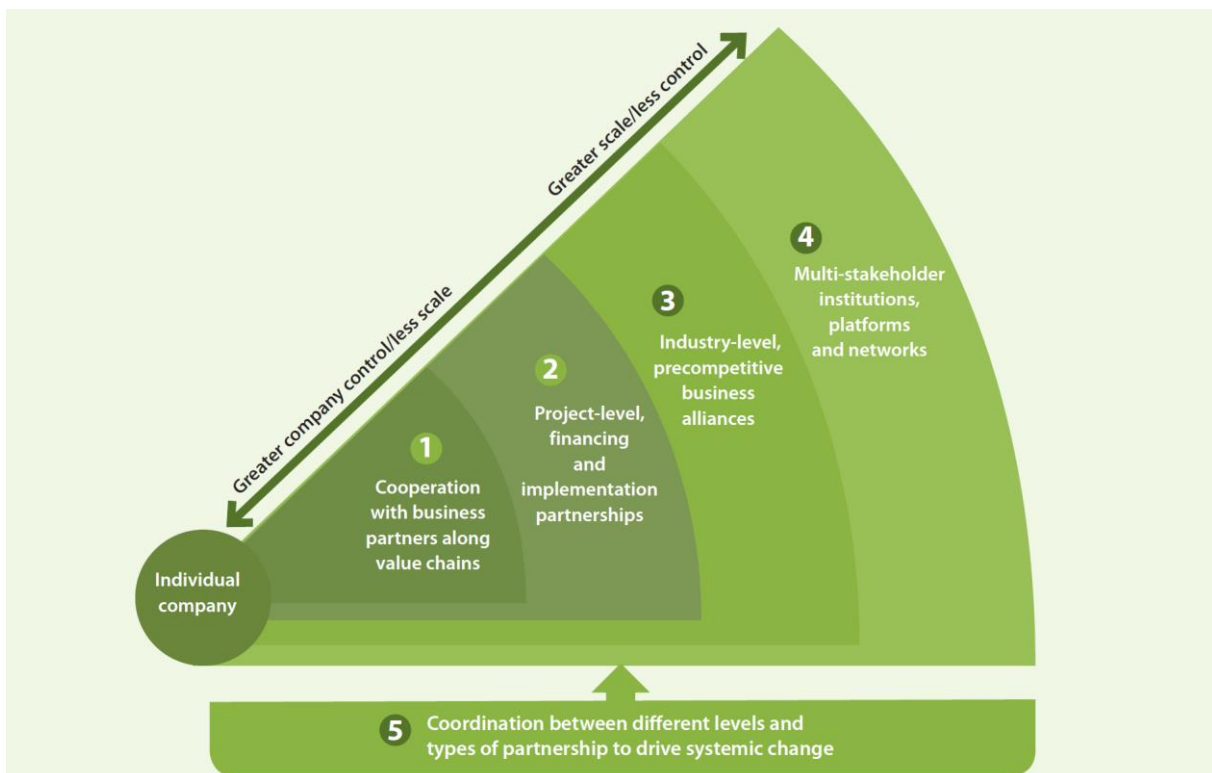 Greater scale/less control
Greater company control/less scale
4
Multi-stakeholder
institutions,
platforms
and networks
3
Industry-level,
precompetitive
business
alliances
2
Project-level,
financing
and
implementation
partnerships
1
Cooperation
with business
partners along
value chains
Individual
company
5 Coordination between different levels and
types of partnership to drive systemic change